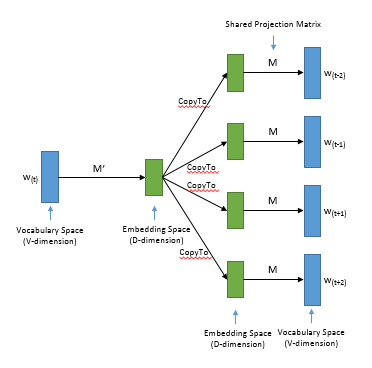 Shared Projection Matrix
M
w(t-2)
CopyTo
M
w(t-1)
CopyTo
w(t)
M'
CopyTo
M
w(t+1)
Vocabulary Space
(V-dimension)
Embedding Space
(D-dimension)
CopyTo
M
w(t+2)
Embedding Space
(D-dimension)
Vocabulary Space
(V-dimension)